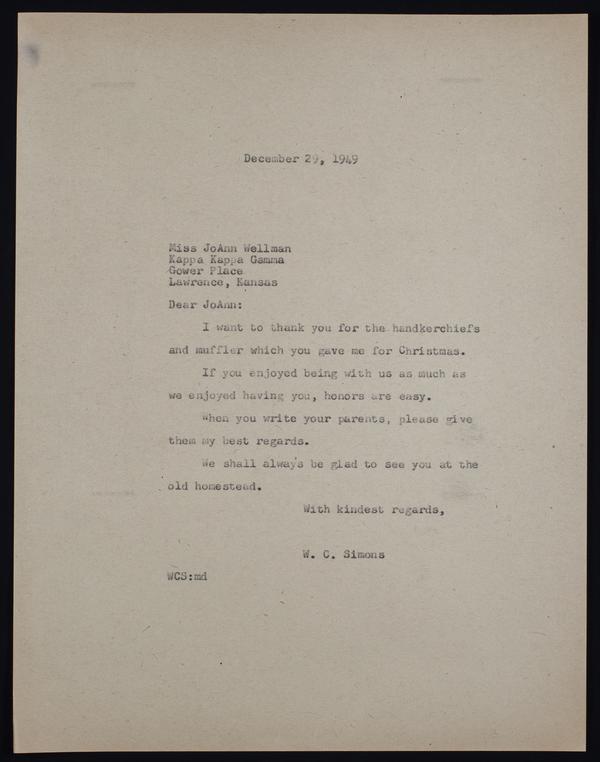 December 29, 1949
Miss JoAnn Wellman
Kappa Kappa Gamma
Gower Place
Lawrence, Kansas
Dear JoAnn:
I want to thank you for the handkerchiefs
and muffler which you gave me for Christmas.
If you enjoyed being with us as much as
we enjoyed having you, honors are easy.
When you write your parents, please give
them my best regards.
We shall always be glad to see you at the
old homestead.
With kindest regards,
W. C. Simons
WCS:md